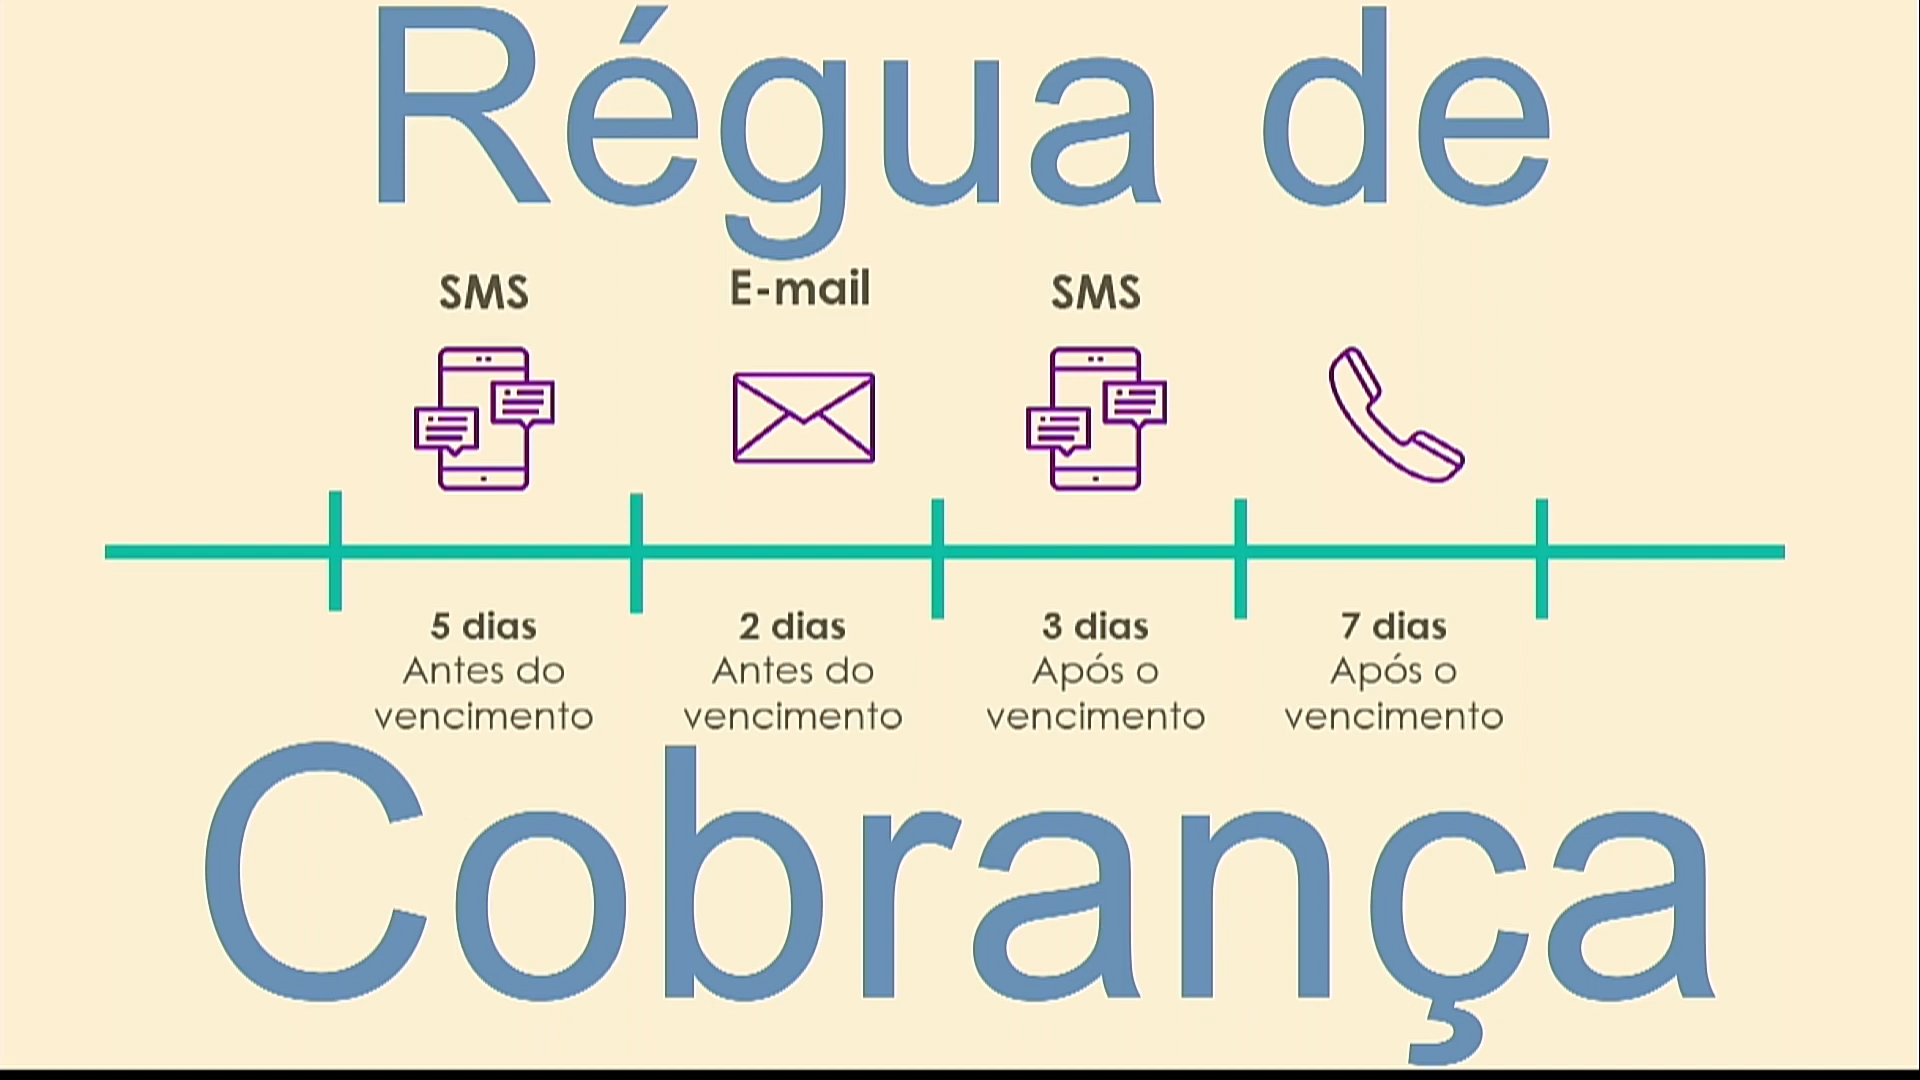 Régua de
SMS
E-mail
SMS
5 dias
Antes do
vencimento
2 dias
Antes do
vencimento
3 dias
Após o
vencimento
7 dias
Após o
vencimento
Cobrança